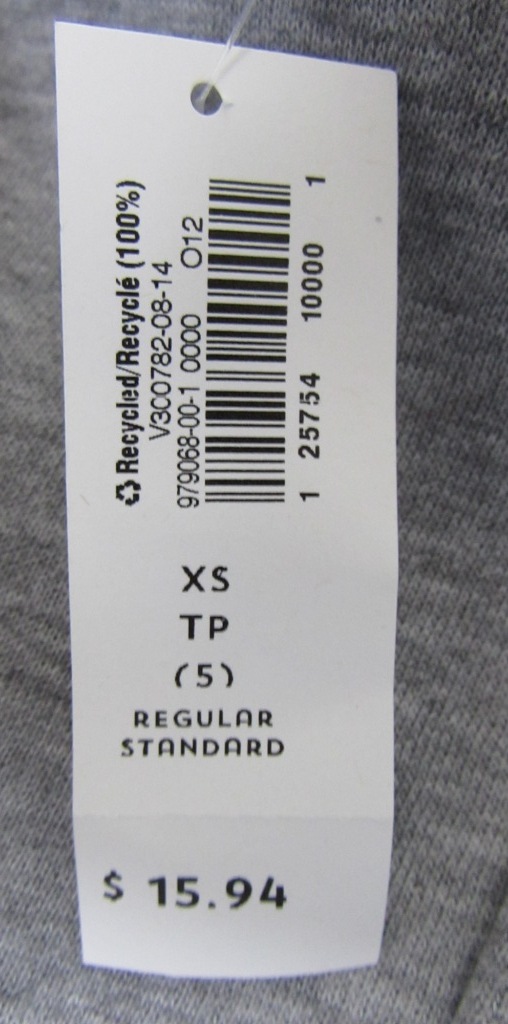 Recycled/Recyclé (100%)
V300782-08-14
979068-00-1 0000 O12
1 25754 10000 1
XS
TP
(5)
REGULAR
STANDARD
$ 15.94